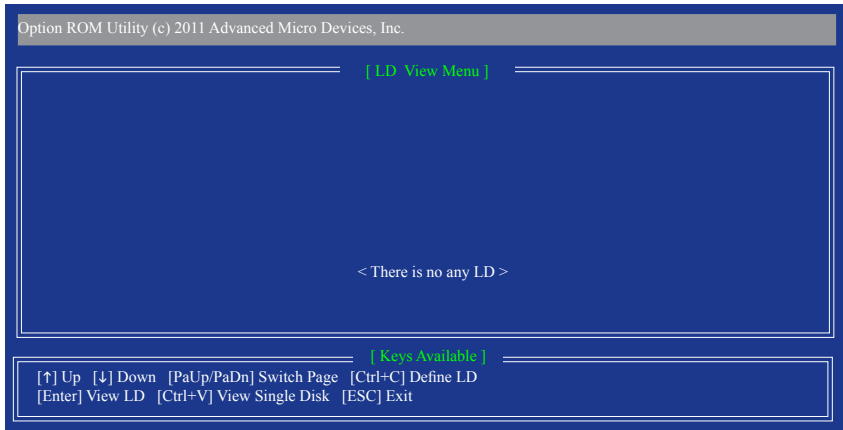 Option ROM Utility (c) 2011 Advanced Micro Devices, Inc.
[ LD View Menu ]
< There is no any LD >
[ Keys Available ]
[↑] Up [↓] Down [PaUp/PaDn] Switch Page [Ctrl+C] Define LD
[Enter] View LD [Ctrl+V] View Single Disk [ESC] Exit